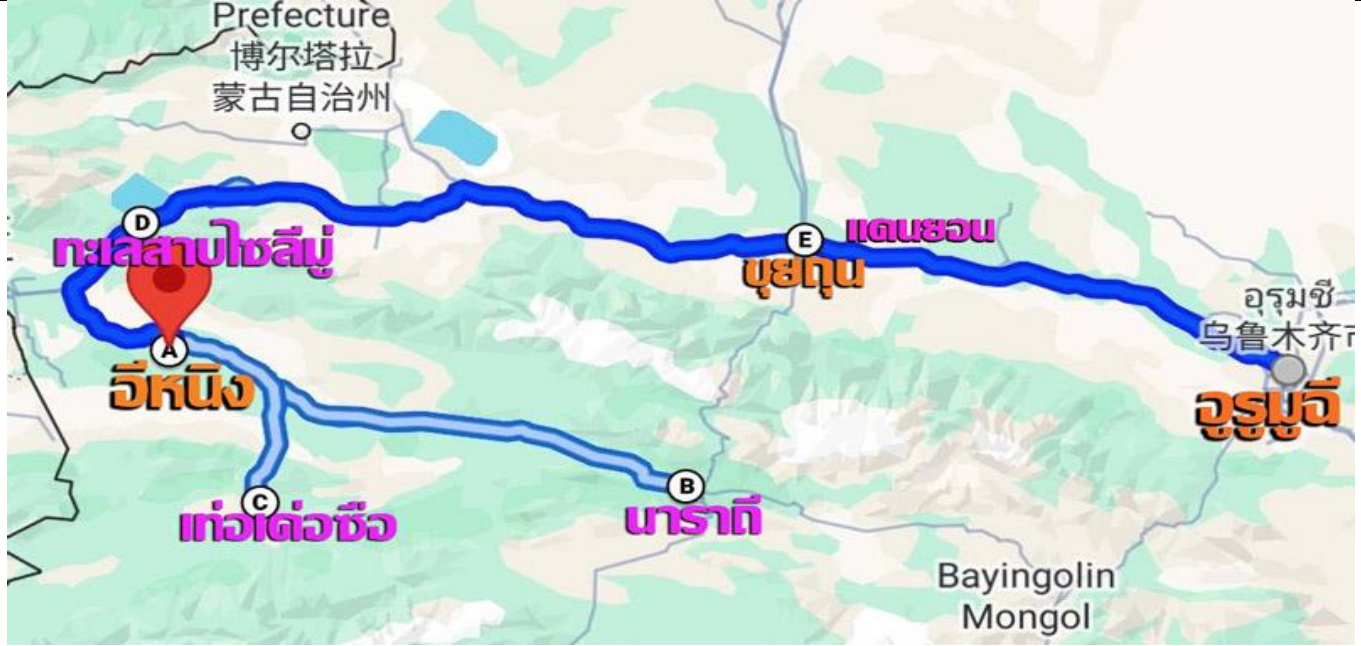 Prefecture
博尔塔拉
蒙古自治州
D
ทะเลสาบไซลีมู่
E
แคนยอน
ขุยถุน
อุรุมชี
乌鲁木齐市
A
อีหนิง
อูรูมูฉี
B
นาราถี
C
เท่อเค่อซือ
Bayingolin
Mongol